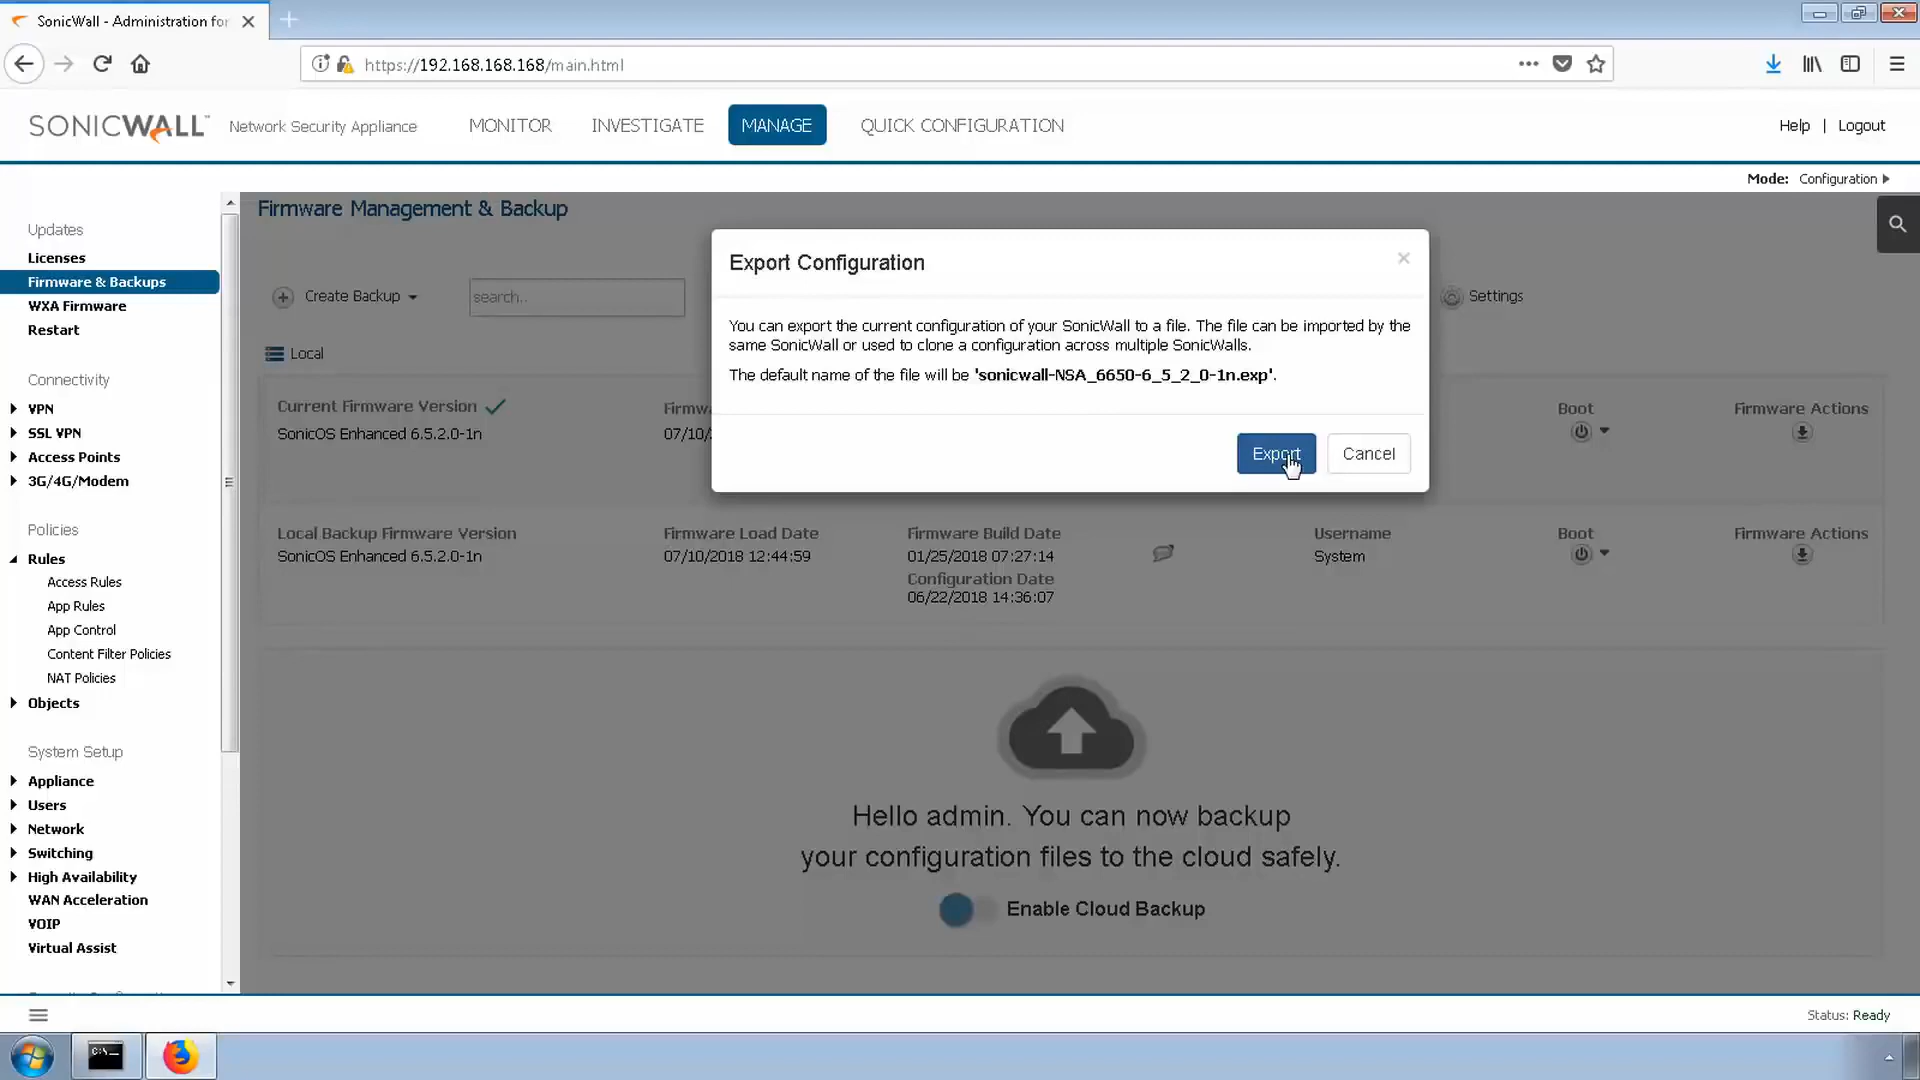 SonicWall - Administration for
https://192.168.168.168/main.html
SONICWALL Network Security Appliance
MONITOR
INVESTIGATE
MANAGE
QUICK CONFIGURATION
Help | Logout
Mode: Configuration
Updates
Licenses
Firmware & Backups
WXA Firmware
Restart
Connectivity
VPN
SSL VPN
Access Points
3G/4G/Modem
Policies
Rules
Access Rules
App Rules
App Control
Content Filter Policies
NAT Policies
Objects
System Setup
Appliance
Users
Network
Switching
High Availability
WAN Acceleration
VOIP
Virtual Assist
Firmware Management & Backup
Create Backup
search..
Settings
Local
Export Configuration
You can export the current configuration of your SonicWall to a file. The file can be imported by the
same SonicWall or used to clone a configuration across multiple SonicWalls.
The default name of the file will be 'sonicwall-NSA_6650-6_5_2_0-1n.exp'.
Export
Cancel
Current Firmware Version
SonicOS Enhanced 6.5.2.0-1n
07/10/
Boot
Firmware Actions
Local Backup Firmware Version
SonicOS Enhanced 6.5.2.0-1n
Firmware Load Date
07/10/2018 12:44:59
Firmware Build Date
01/25/2018 07:27:14
Configuration Date
06/22/2018 14:36:07
Username
System
Boot
Firmware Actions
Hello admin. You can now backup
your configuration files to the cloud safely.
Enable Cloud Backup
Status: Ready